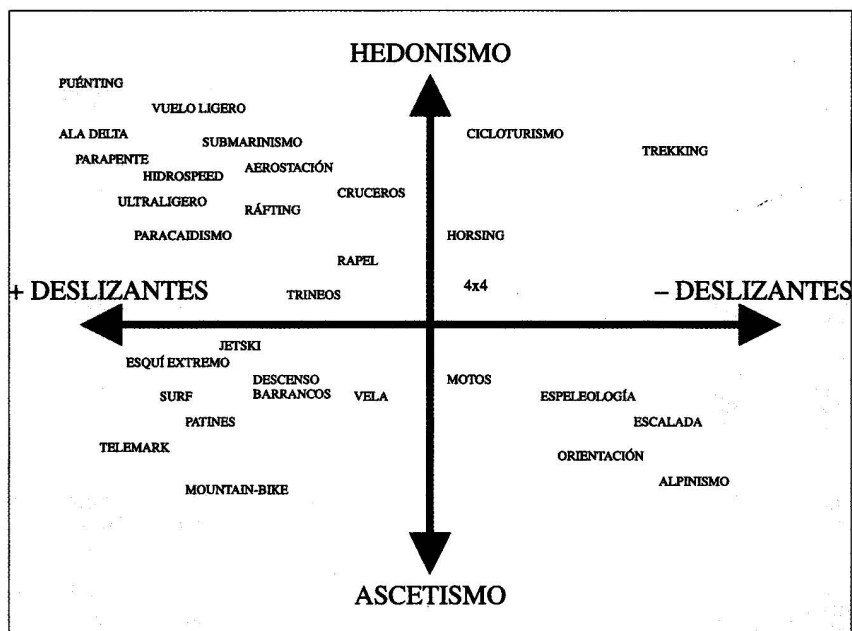 HEDONISMO
PUÉNTING
VUELO LIGERO
ALA DELTA
SUBMARINISMO
CICLOTURISMO
PARAPENTE
AEROSTACIÓN
TREKKING
HIDROSPEED
CRUCEROS
ULTRALIGERO
RÁFTING
PARACAIDISMO
HORSING
RAPEL
TRINEOS
4x4
+ DESLIZANTES
– DESLIZANTES
JETSKI
ESQUÍ EXTREMO
DESCENSO
BARRANCOS
MOTOS
SURF
VELA
ESPELEOLOGÍA
PATINES
ESCALADA
TELEMARK
ORIENTACIÓN
MOUNTAIN-BIKE
ALPINISMO
ASCETISMO